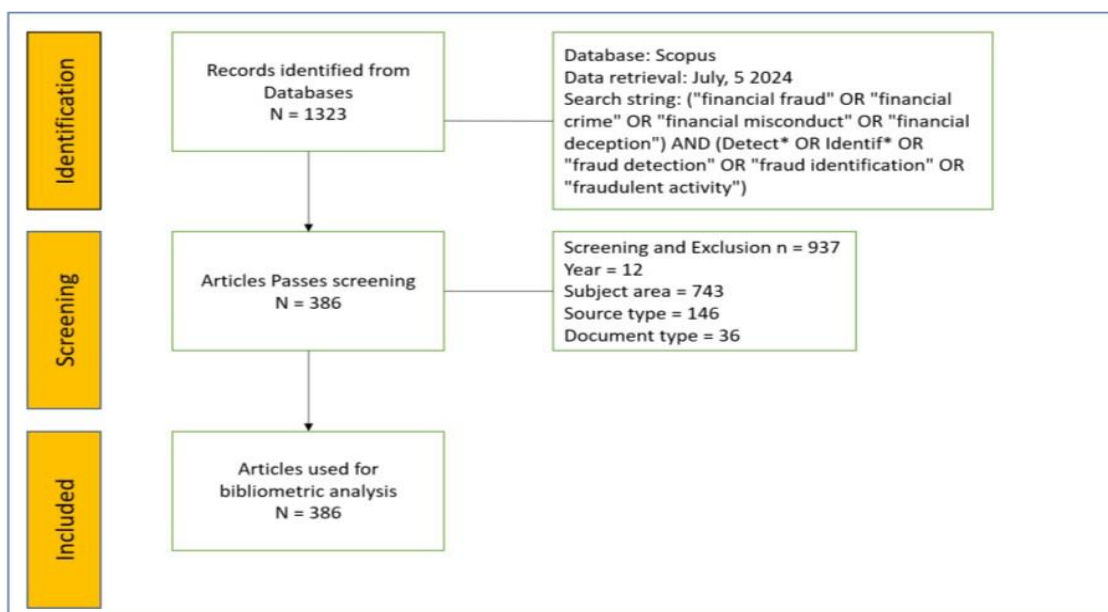 Identification
Records identified from
Databases
N = 1323
Database: Scopus
Data retrieval: July, 5 2024
Search string: ("financial fraud" OR "financial
crime" OR "financial misconduct" OR "financial
deception") AND (Detect* OR Identif* OR
"fraud detection" OR "fraud identification" OR
"fraudulent activity")
Screening
Articles Passes screening
N = 386
Screening and Exclusion n = 937
Year = 12
Subject area = 743
Source type = 146
Document type = 36
Included
Articles used for
bibliometric analysis
N = 386